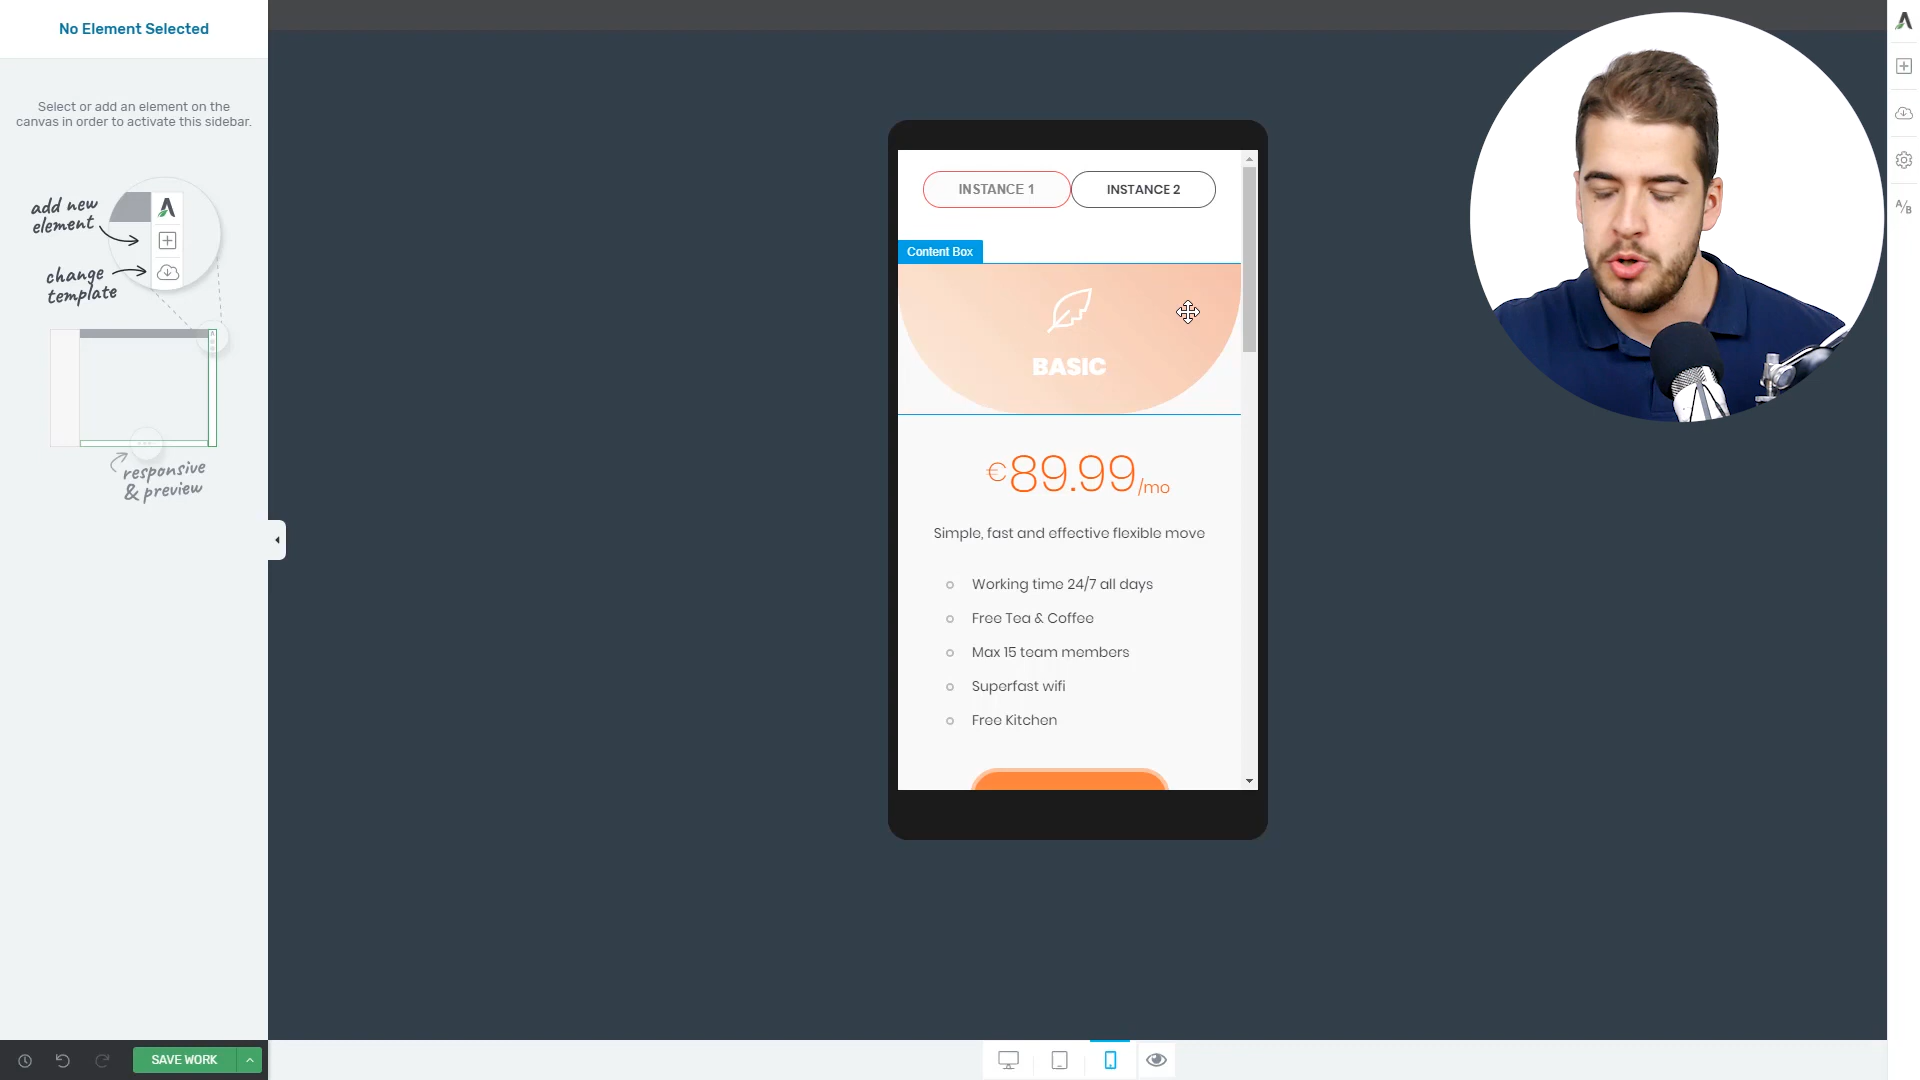 No Element Selected
Select or add an element on the
canvas in order to activate this sidebar.
add new
element
change
template
responsive
& preview
SAVE WORK
INSTANCE 1
INSTANCE 2
Content Box
BASIC
€89.99/mo
Simple, fast and effective flexible move
Working time 24/7 all days
Free Tea & Coffee
Max 15 team members
Superfast wifi
Free Kitchen
A/B